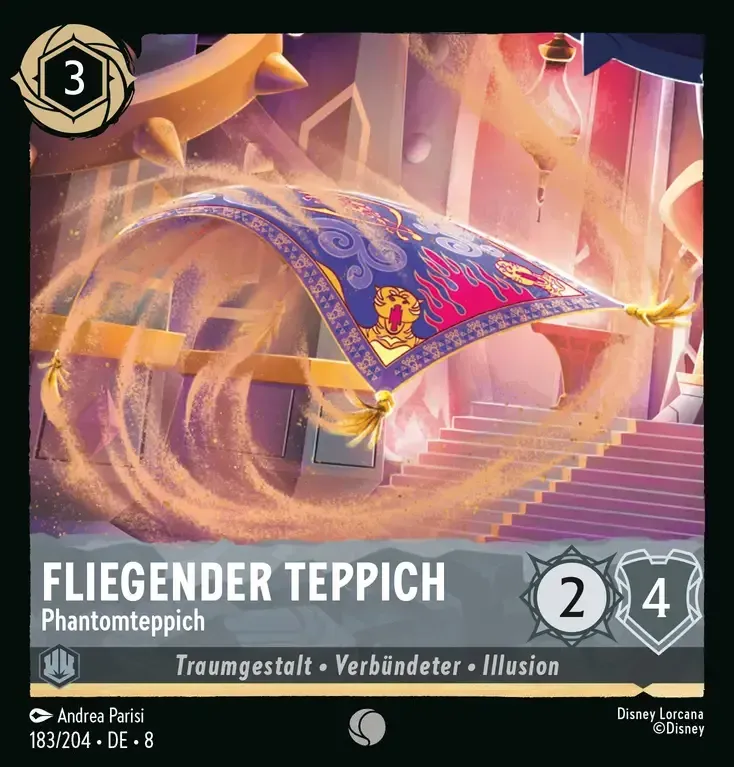 3
FLIEGENDER TEPPICH
Phantomteppich
2 4
Traumgestalt • Verbündeter • Illusion
Andrea Parisi
183/204 • DE • 8
Disney Lorcana
©Disney